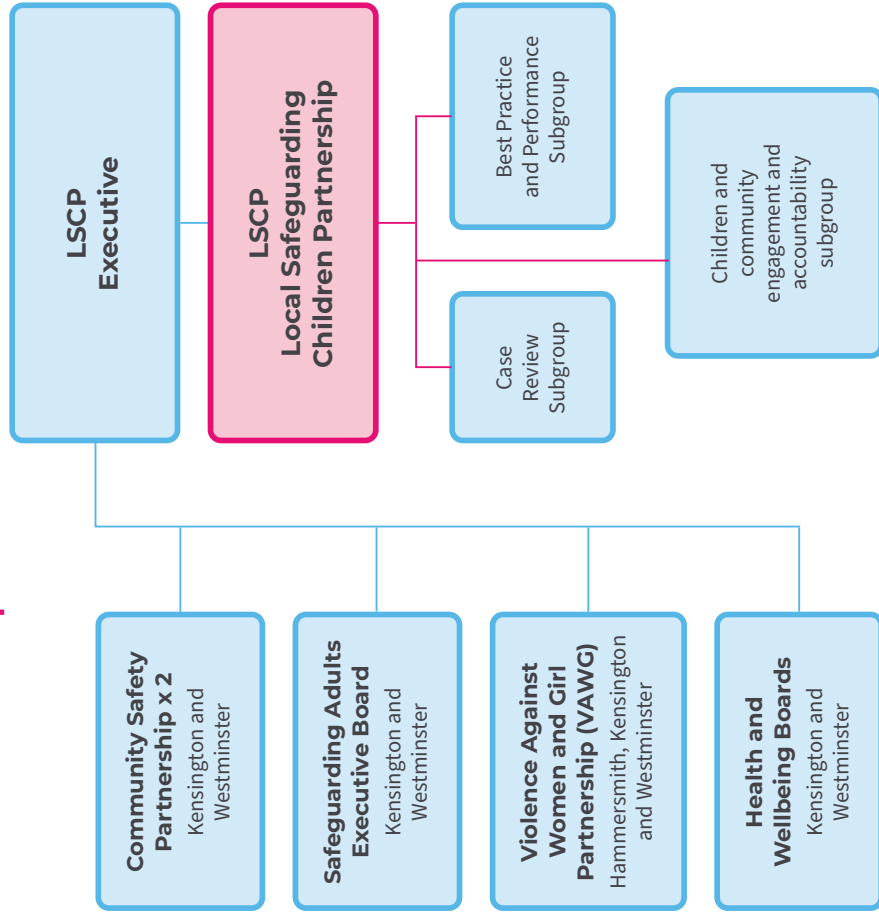 LSCP
Executive
LSCP
Local Safeguarding
Children Partnership
Case
Review
Subgroup
Best Practice
and Performance
Subgroup
Children and
community
engagement and
accountability
subgroup
Community Safety
Partnership x 2
Kensington and
Westminster
Safeguarding Adults
Executive Board
Kensington and
Westminster
Violence Against
Women and Girl
Partnership (VAWG)
Hammersmith, Kensington
and Westminster
Health and
Wellbeing Boards
Kensington and
Westminster